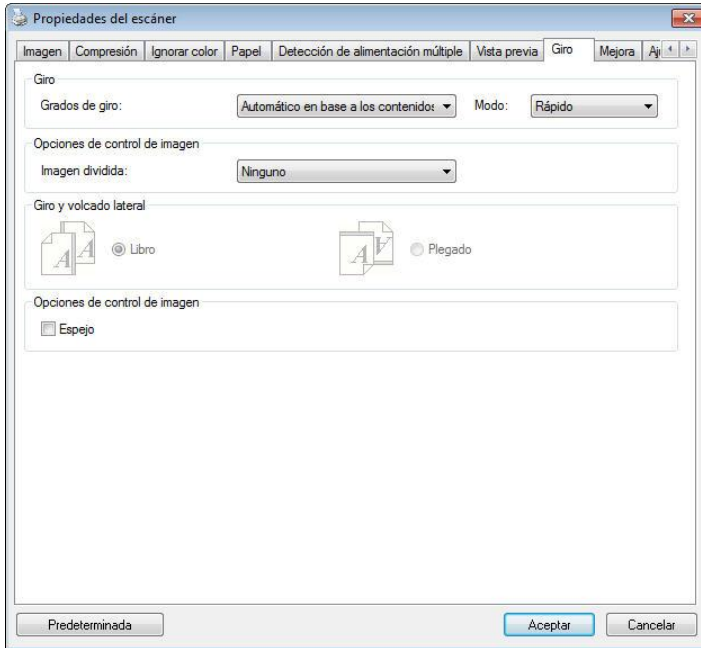 Propiedades del escáner
Imagen Compresión Ignorar color Papel Detección de alimentación múltiple Vista previa Giro Mejora
Giro
Grados de giro: Automático en base a los Modo: Rápido
Opciones de control de imagen
Imagen dividida: Ninguno
Giro y volcado lateral
A A Libro A A Plegado
Opciones de control de imagen
Espejo
Predeterminada Aceptar Cancelar